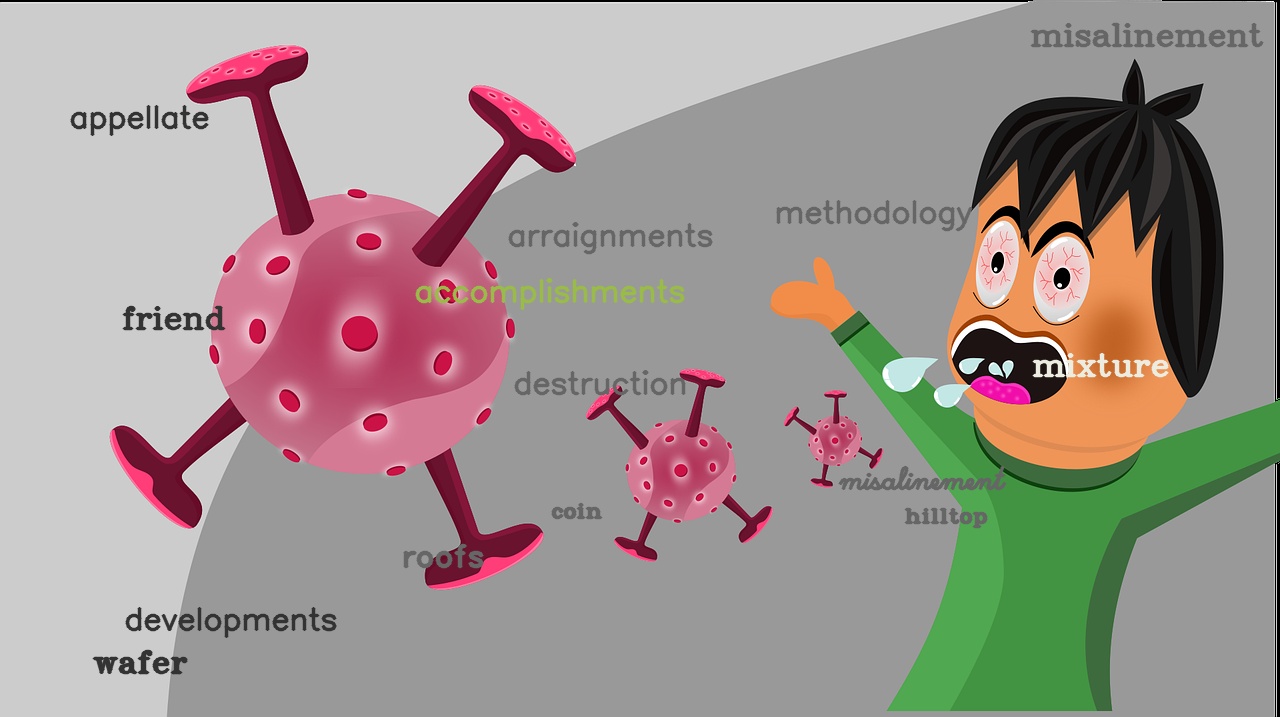 misalinement
appellate
methodology
arraignments
accomplishments
friend
mixture
destruction
misalinement
coin
hilltop
roofs
developments
wafer